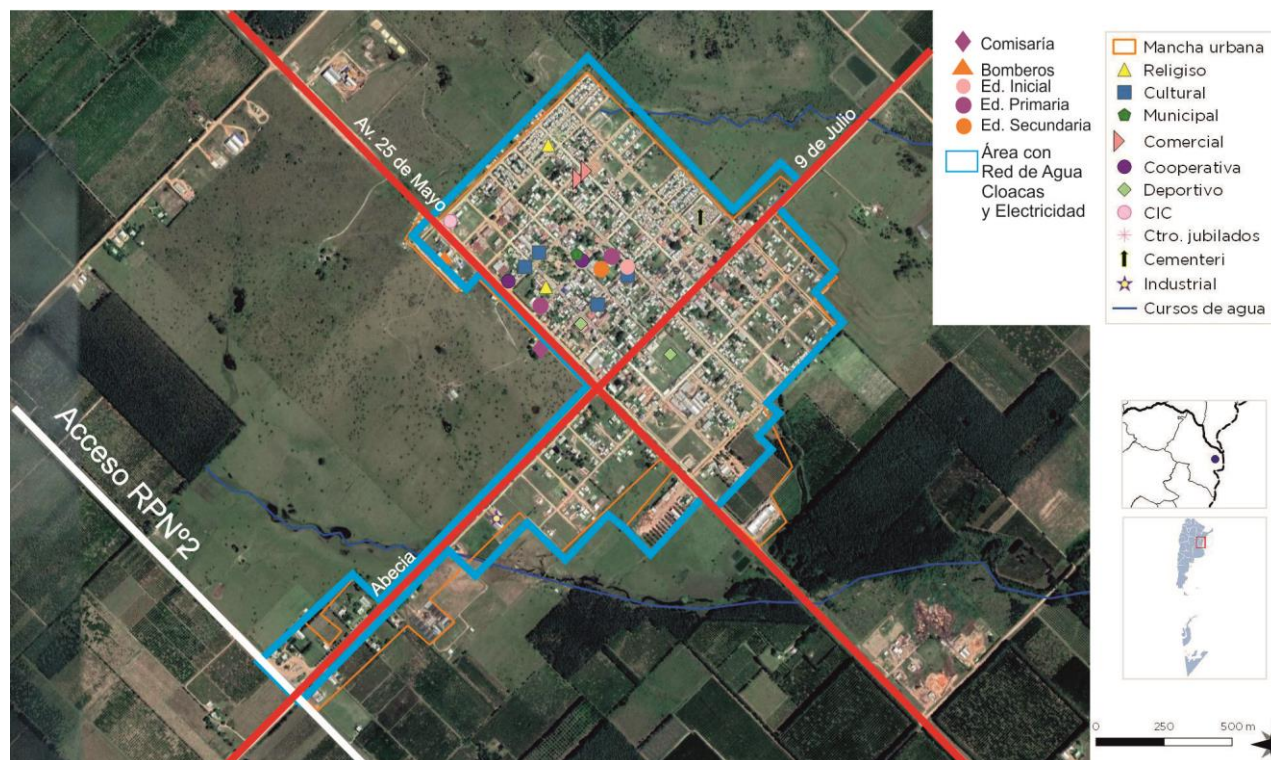 Av. 25 de Mayo
9 de Julio
Acceso RPNº2
Abecia
Comisaría
Bomberos
Ed. Inicial
Ed. Primaria
Ed. Secundaria
Área con
Red de Agua
Cloacas
y Electricidad
Mancha urbana
Religiso
Cultural
Municipal
Comercial
Cooperativa
Deportivo
CIC
Ctro. jubilados
Cementeri
Industrial
Cursos de agua
0 250 500 m